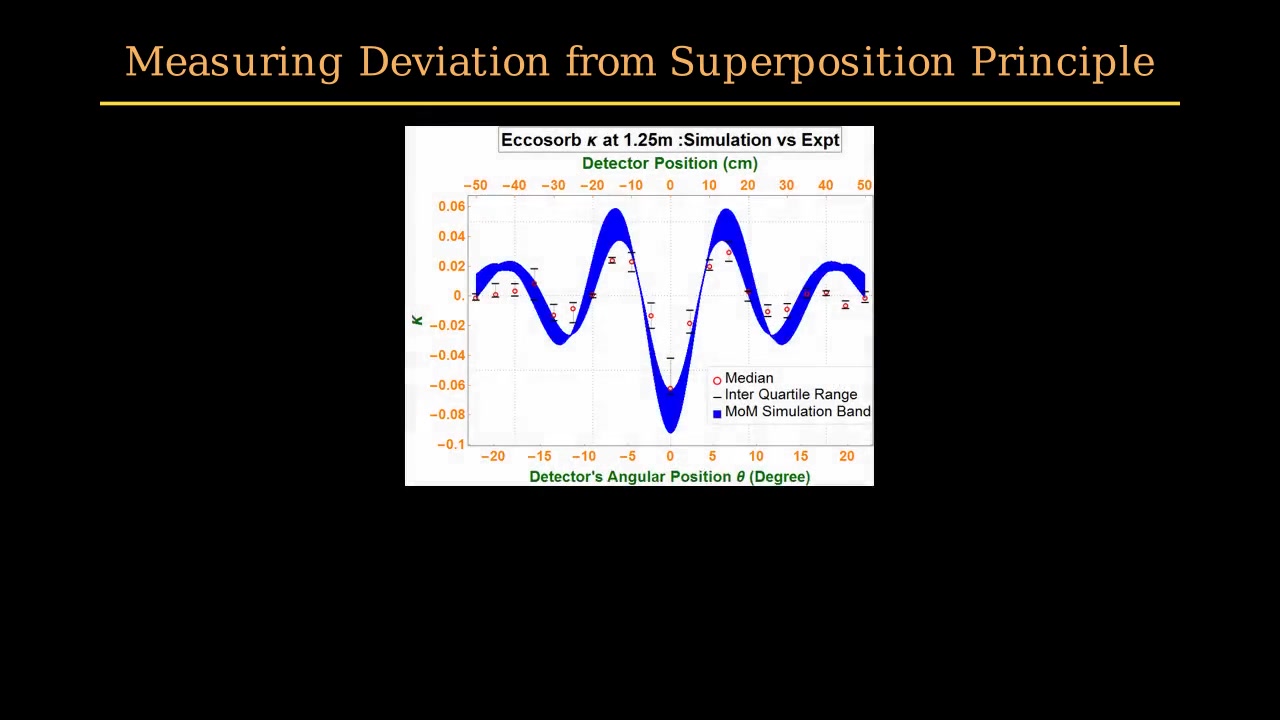 Measuring Deviation from Superposition Principle
Eccosorb κ at 1.25m :Simulation vs Expt
Detector Position (cm)
−50 −40 −30 −20 −10 0 10 20 30 40 50
0.06
0.04
0.02
0.
−0.02
−0.04
−0.06
−0.08
−0.1
κ
Median
Inter Quartile Range
MoM Simulation Band
−20 −15 −10 −5 0 5 10 15 20
Detector's Angular Position θ (Degree)